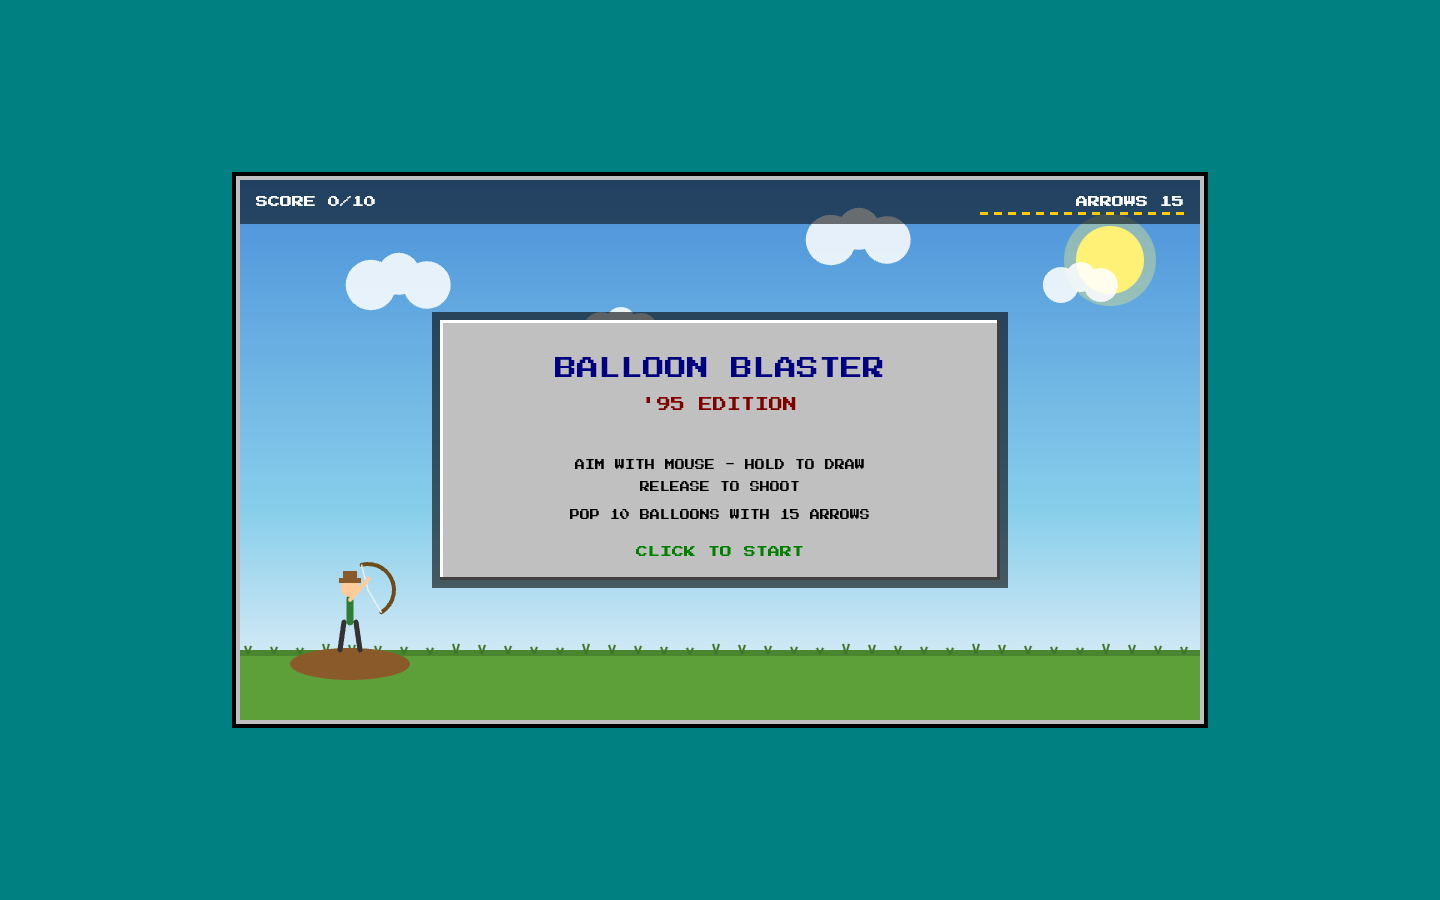 SCORE 0/10
ARROWS 15
BALLOON BLASTER
'95 EDITION
AIM WITH MOUSE - HOLD TO DRAW
RELEASE TO SHOOT
POP 10 BALLOONS WITH 15 ARROWS
CLICK TO START